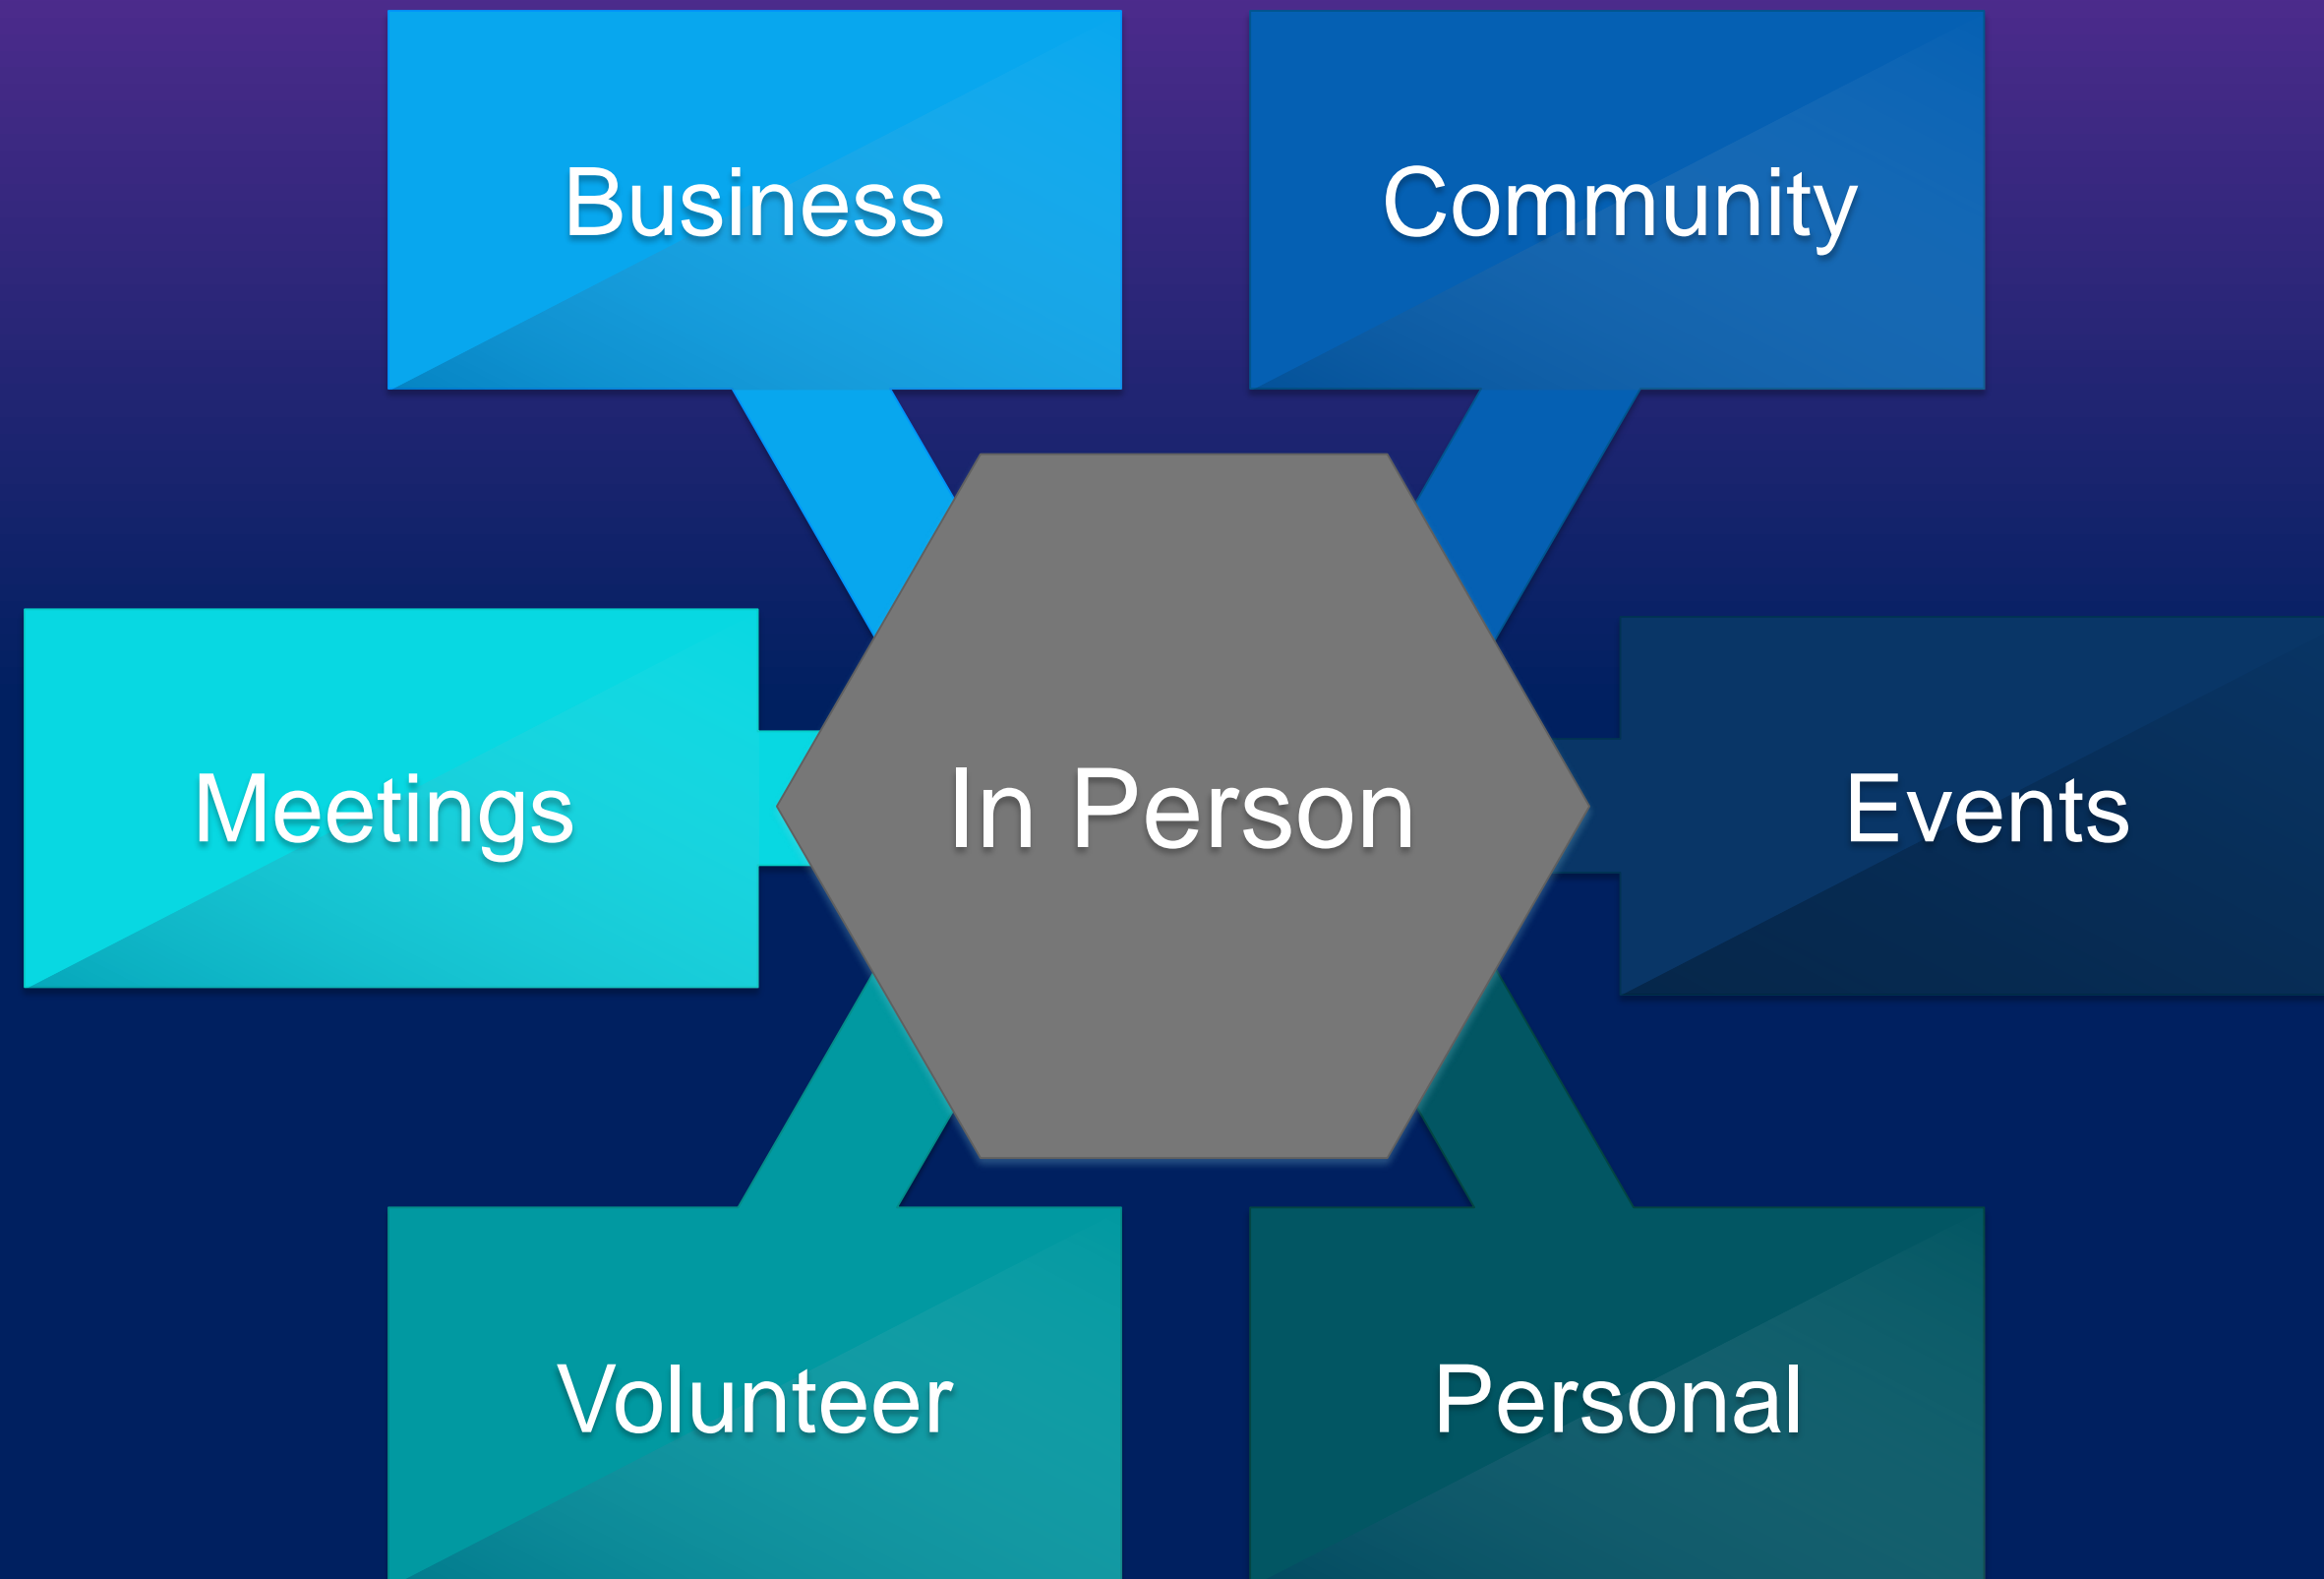 Business
Community
Meetings
In Person
Events
Volunteer
Personal